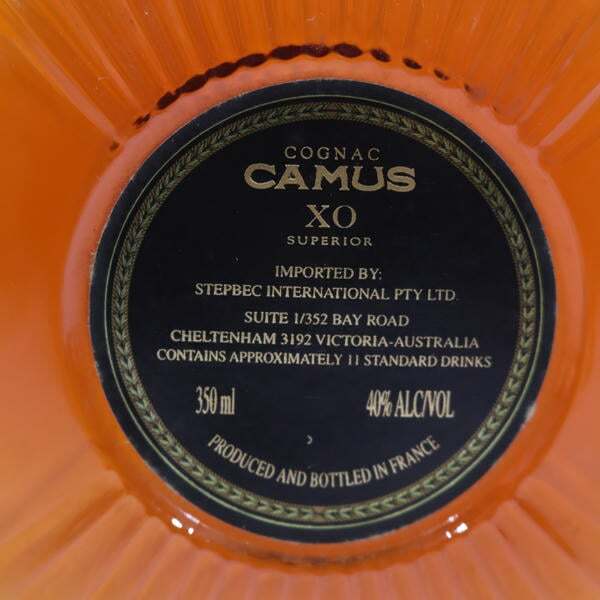 COGNAC
CAMUS
XO
SUPERIOR
IMPORTED BY:
STEPBEC INTERNATIONAL PTY LTD.
SUITE 1/352 BAY ROAD
CHELTENHAM 3192 VICTORIA-AUSTRALIA
CONTAINS APPROXIMATELY 11 STANDARD DRINKS
350 ml 40% ALC/VOL
PRODUCED AND BOTTLED IN FRANCE